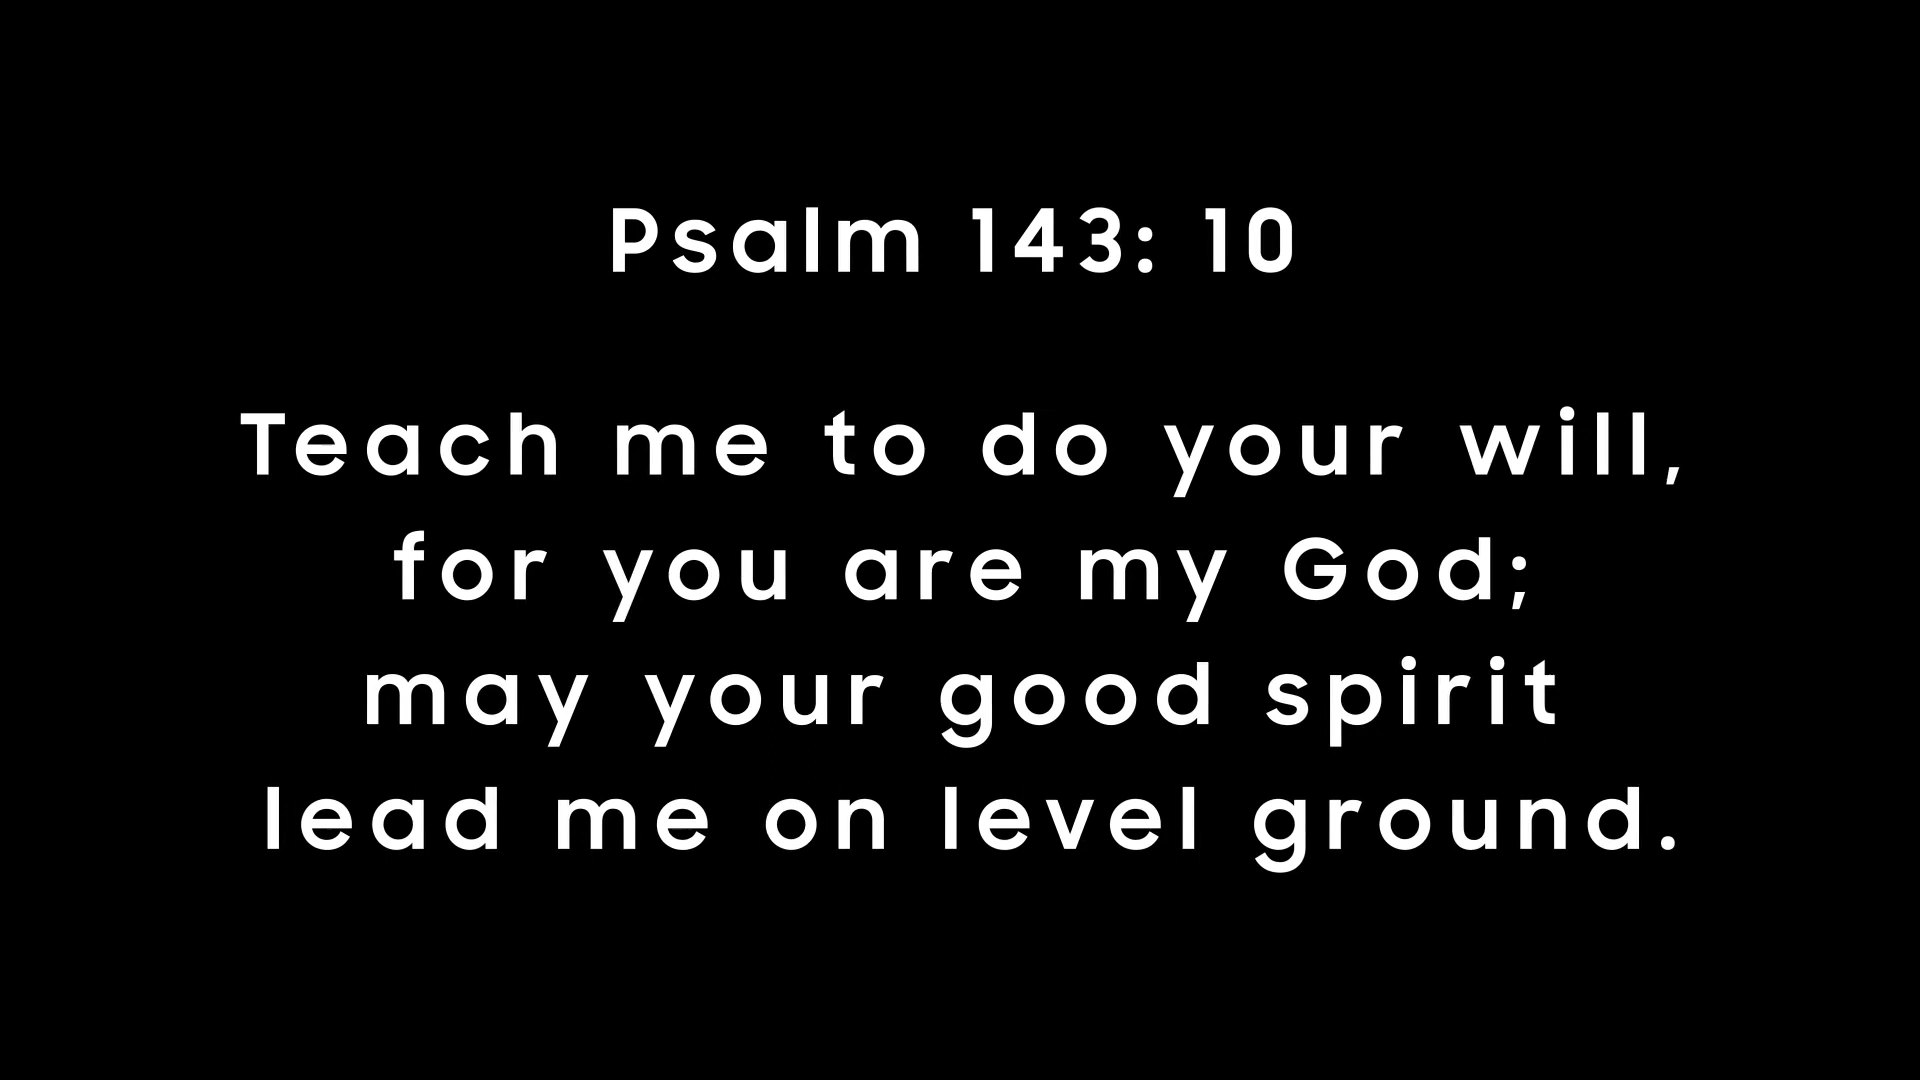 Psalm 143: 10
Teach me to do your will,
for you are my God;
may your good spirit
lead me on level ground.